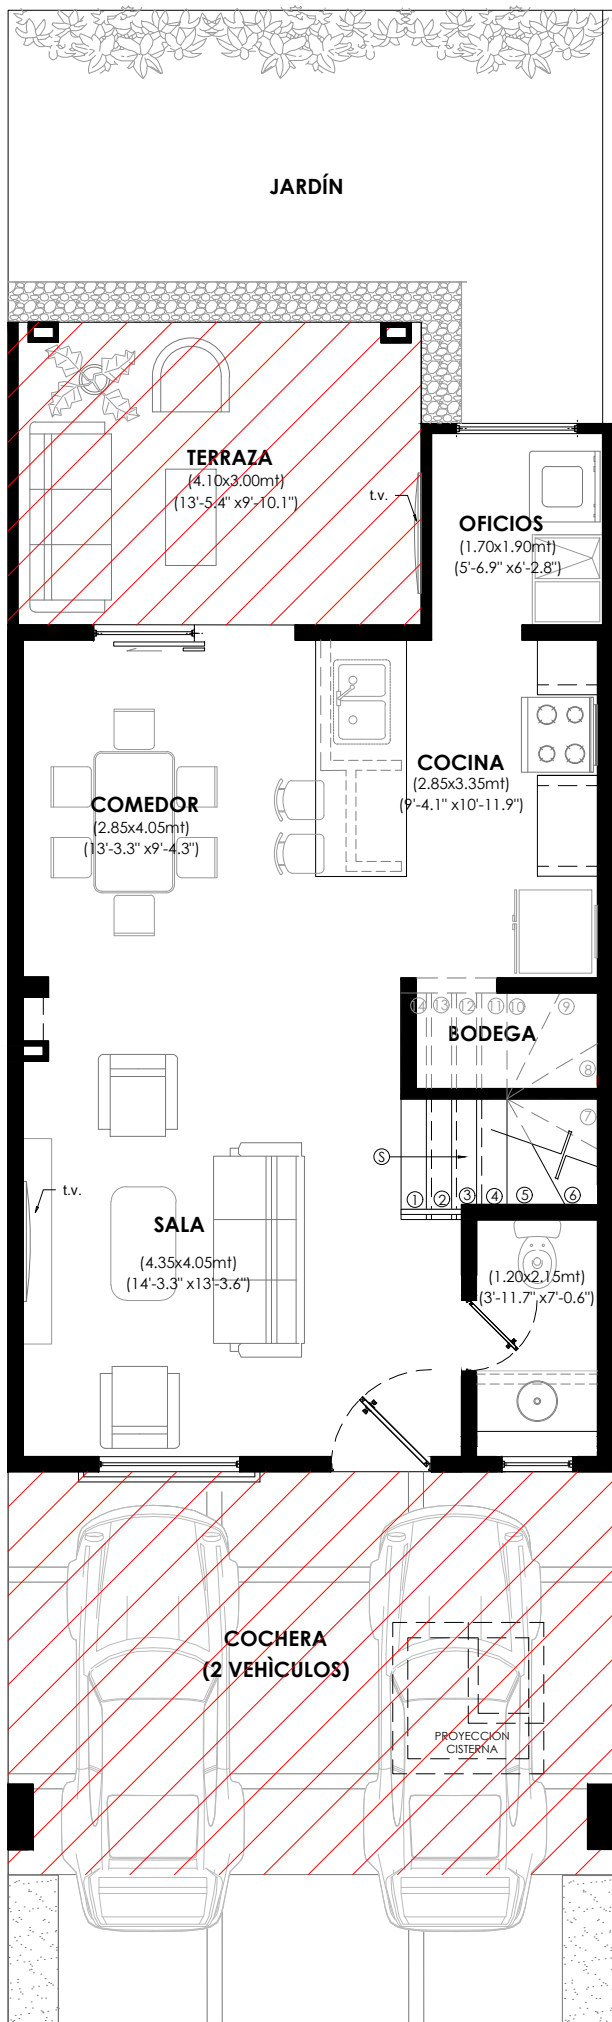 JARDÍN
TERRAZA
(4.10x3.00mt)
(13'-5.4" x9'-10.1")
t.v.
OFICIOS
(1.70x1.90mt)
(5'-6.9" x6'-2.8")
COCINA
(2.85x3.35mt)
(9'-4.1" x10'-11.9")
COMEDOR
(2.85x4.05mt)
(13'-3.3" x9'-4.3")
14 13 12 11 10 9
BODEGA
8
7
S
1 2 3 4 5 6
t.v.
SALA
(4.35x4.05mt)
(14'-3.3" x13'-3.6")
(1.20x2.15mt)
(3'-11.7" x7'-0.6")
COCHERA
(2 VEHÌCULOS)
PROYECCION
CISTERNA